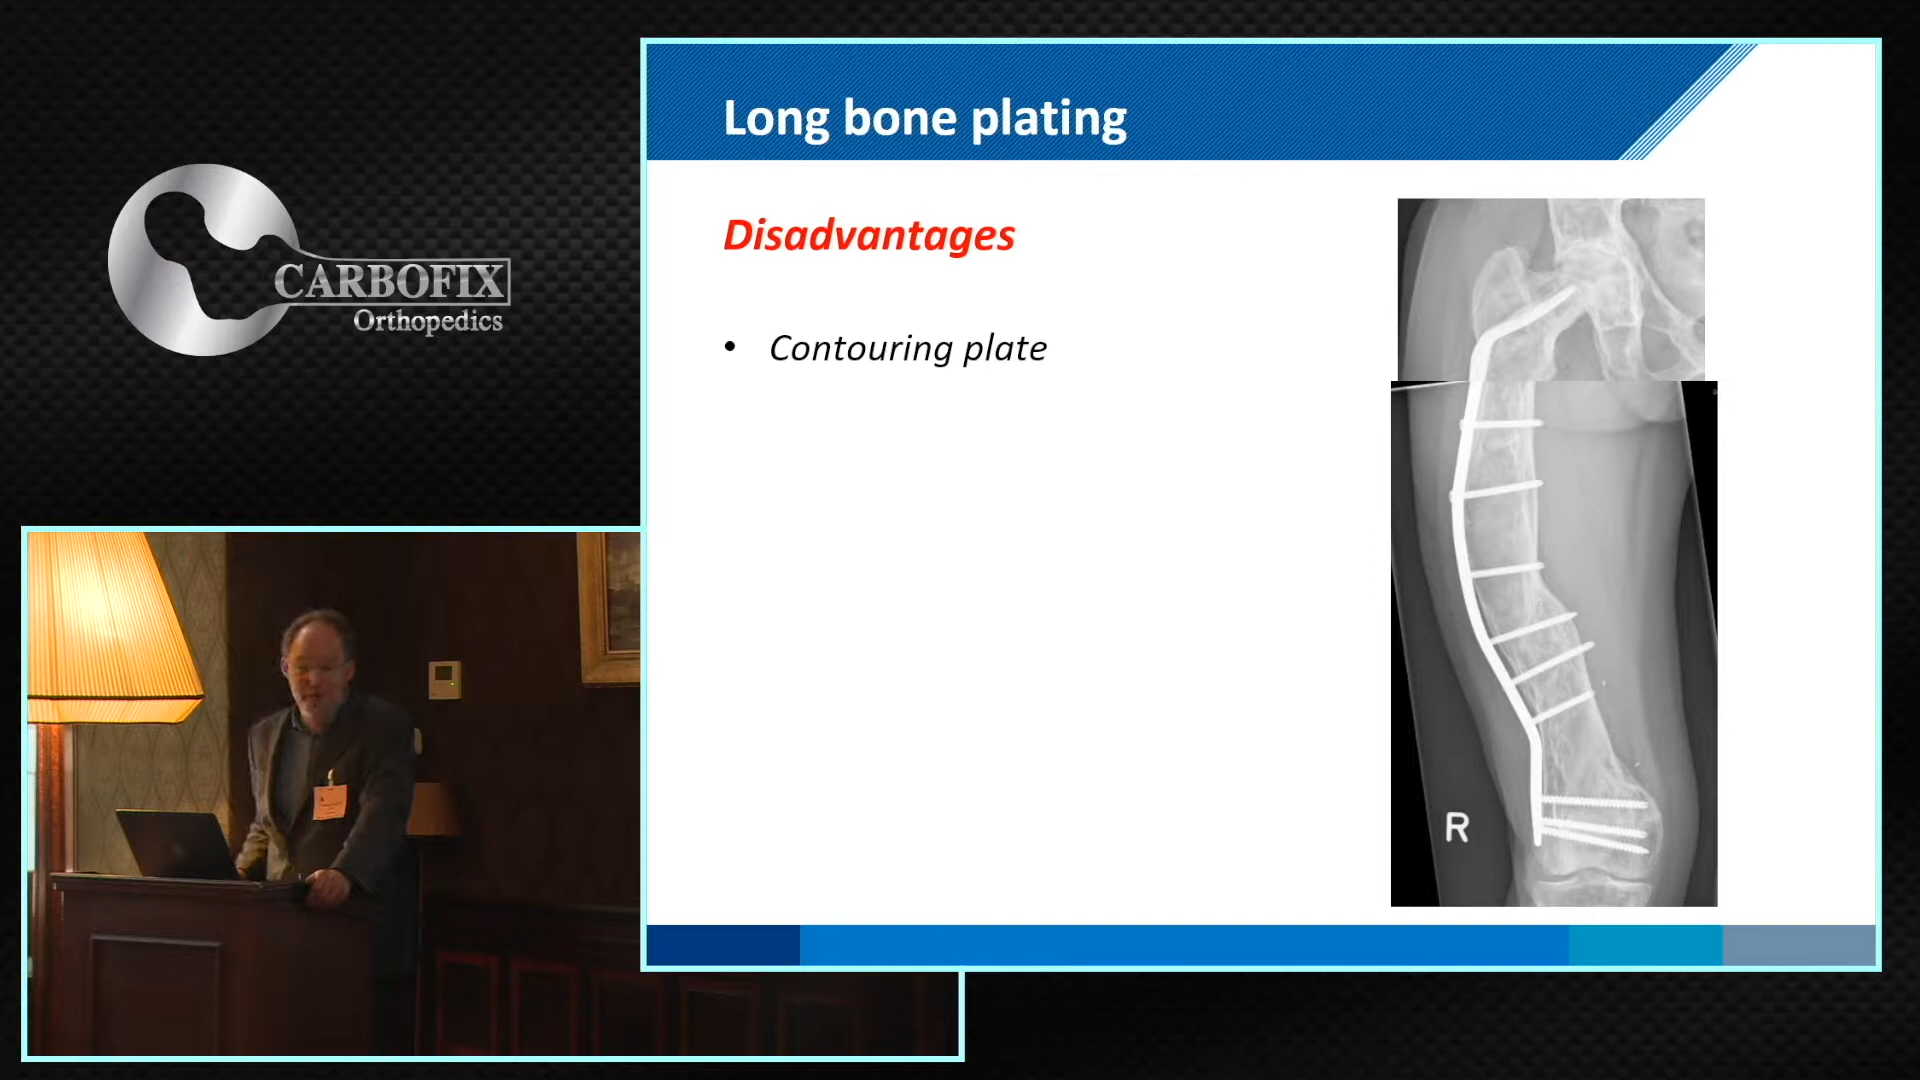 CARBOFIX
Orthopedics
Long bone plating
Disadvantages
• Contouring plate
R